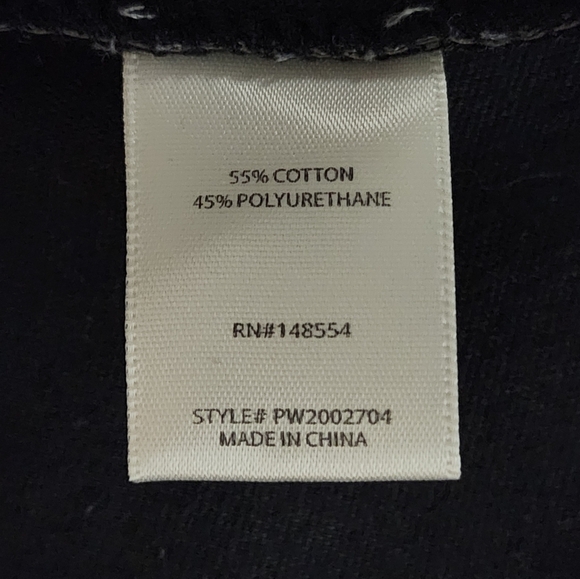 55% COTTON
45% POLYURETHANE
RN#148554
STYLE# PW2002704
MADE IN CHINA